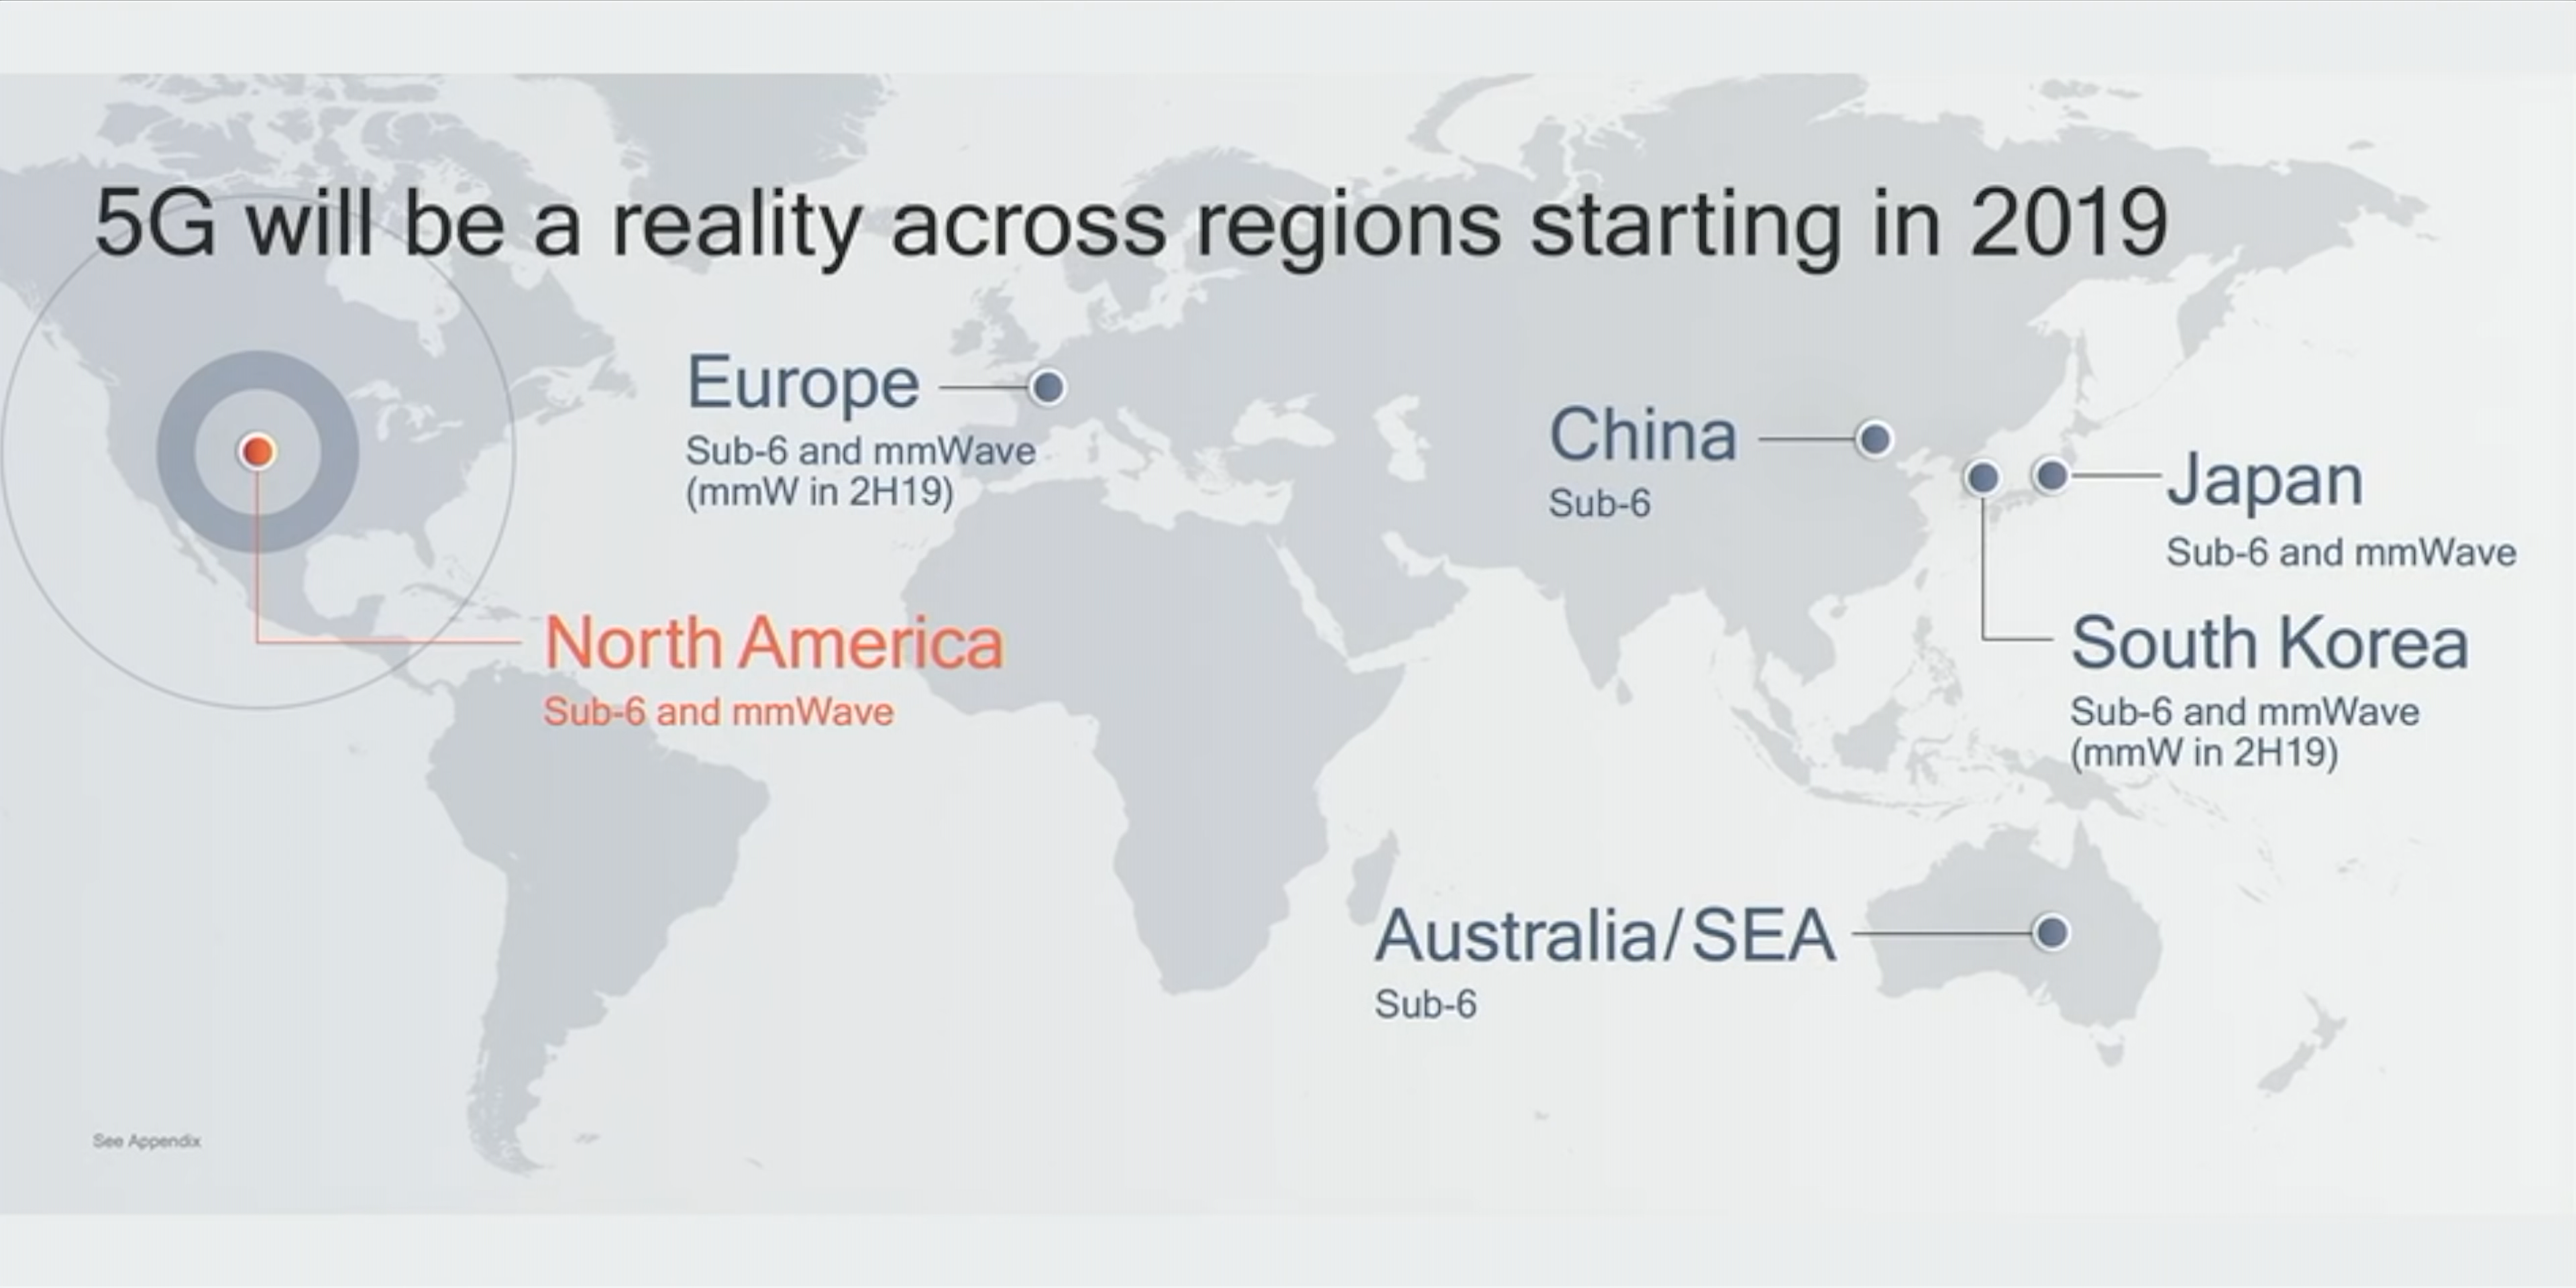 5G will be a reality across regions starting in 2019
Europe
Sub-6 and mmWave
(mmW in 2H19)
China
Sub-6
Japan
Sub-6 and mmWave
North America
Sub-6 and mmWave
South Korea
Sub-6 and mmWave
(mmW in 2H19)
Australia/SEA
Sub-6
See Appendix